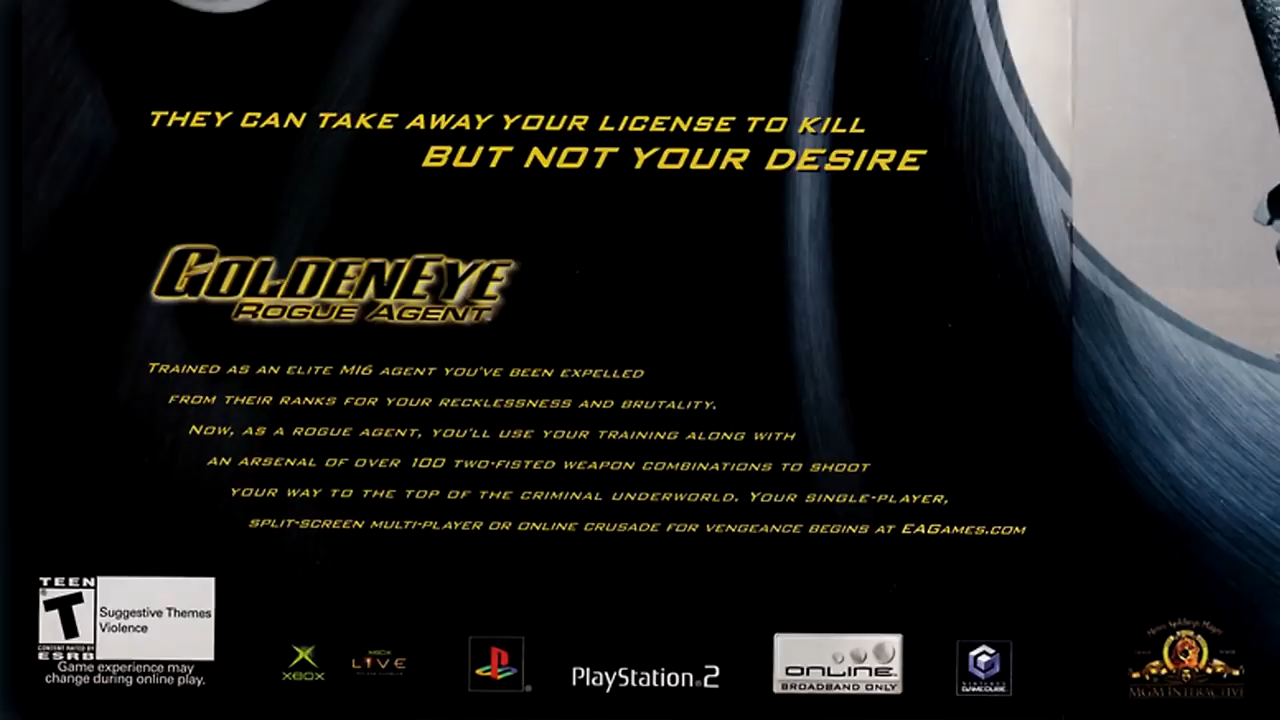 THEY CAN TAKE AWAY YOUR LICENSE TO KILL
BUT NOT YOUR DESIRE
GOLDENEYE
ROGUE AGENT
TRAINED AS AN ELITE MI6 AGENT YOU'VE BEEN EXPELLED
FROM THEIR RANKS FOR YOUR RECKLESSNESS AND BRUTALITY.
NOW, AS A ROGUE AGENT, YOU'LL USE YOUR TRAINING ALONG WITH
AN ARSENAL OF OVER 100 TWO-FISTED WEAPON COMBINATIONS TO SHOOT
YOUR WAY TO THE TOP OF THE CRIMINAL UNDERWORLD. YOUR SINGLE-PLAYER,
SPLIT-SCREEN MULTI-PLAYER OR ONLINE CRUSADE FOR VENGEANCE BEGINS AT EAGAMES.COM
TEEN
T
Suggestive Themes
Violence
CONTENT RATED BY
ESRB
Game experience may
change during online play.
XBOX
XBOX
LIVE
PlayStation®2
ONLINE
BROADBAND ONLY
NINTENDO
GAMECUBE
MGM INTERACTIVE